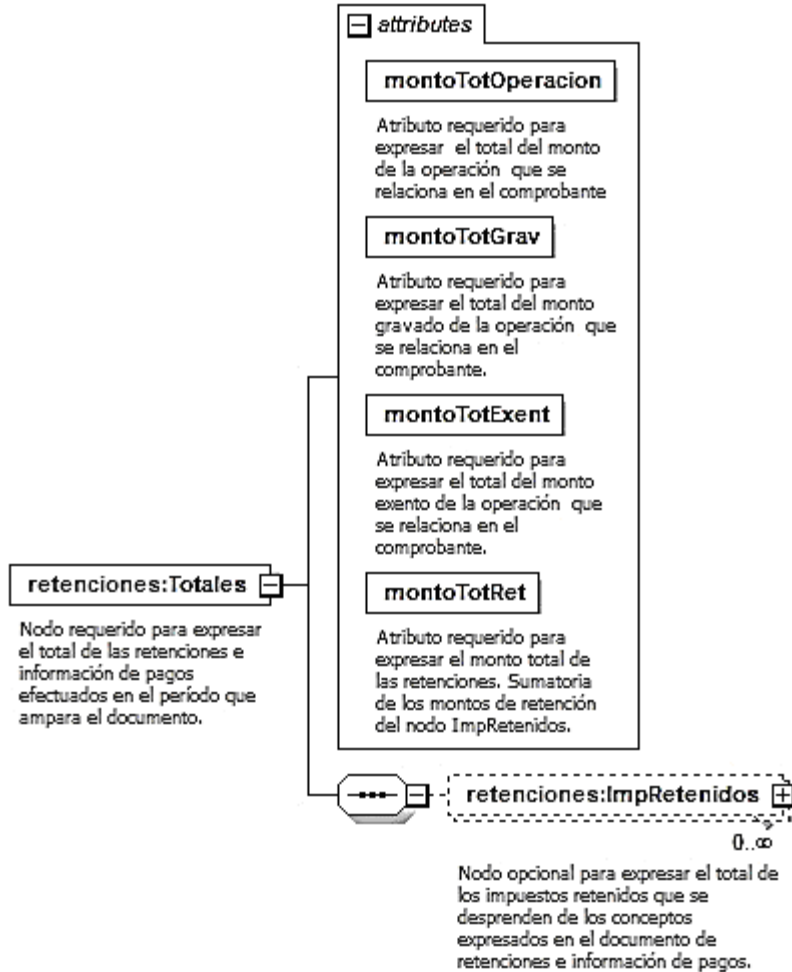 attributes
montoTotOperacion
Atributo requerido para
expresar el total del monto
de la operación que se
relaciona en el comprobante
montoTotGrav
Atributo requerido para
expresar el total del monto
gravado de la operación que
se relaciona en el
comprobante.
montoTotExent
Atributo requerido para
expresar el total del monto
exento de la operación que
se relaciona en el
comprobante.
montoTotRet
Atributo requerido para
expresar el monto total de
las retenciones. Sumatoria
de los montos de retención
del nodo ImpRetenidos.
retenciones:Totales
Nodo requerido para expresar
el total de las retenciones e
información de pagos
efectuados en el período que
ampara el documento.
retenciones:ImpRetenidos
0..∞
Nodo opcional para expresar el total de
los impuestos retenidos que se
desprenden de los conceptos
expresados en el documento de
retenciones e información de pagos.